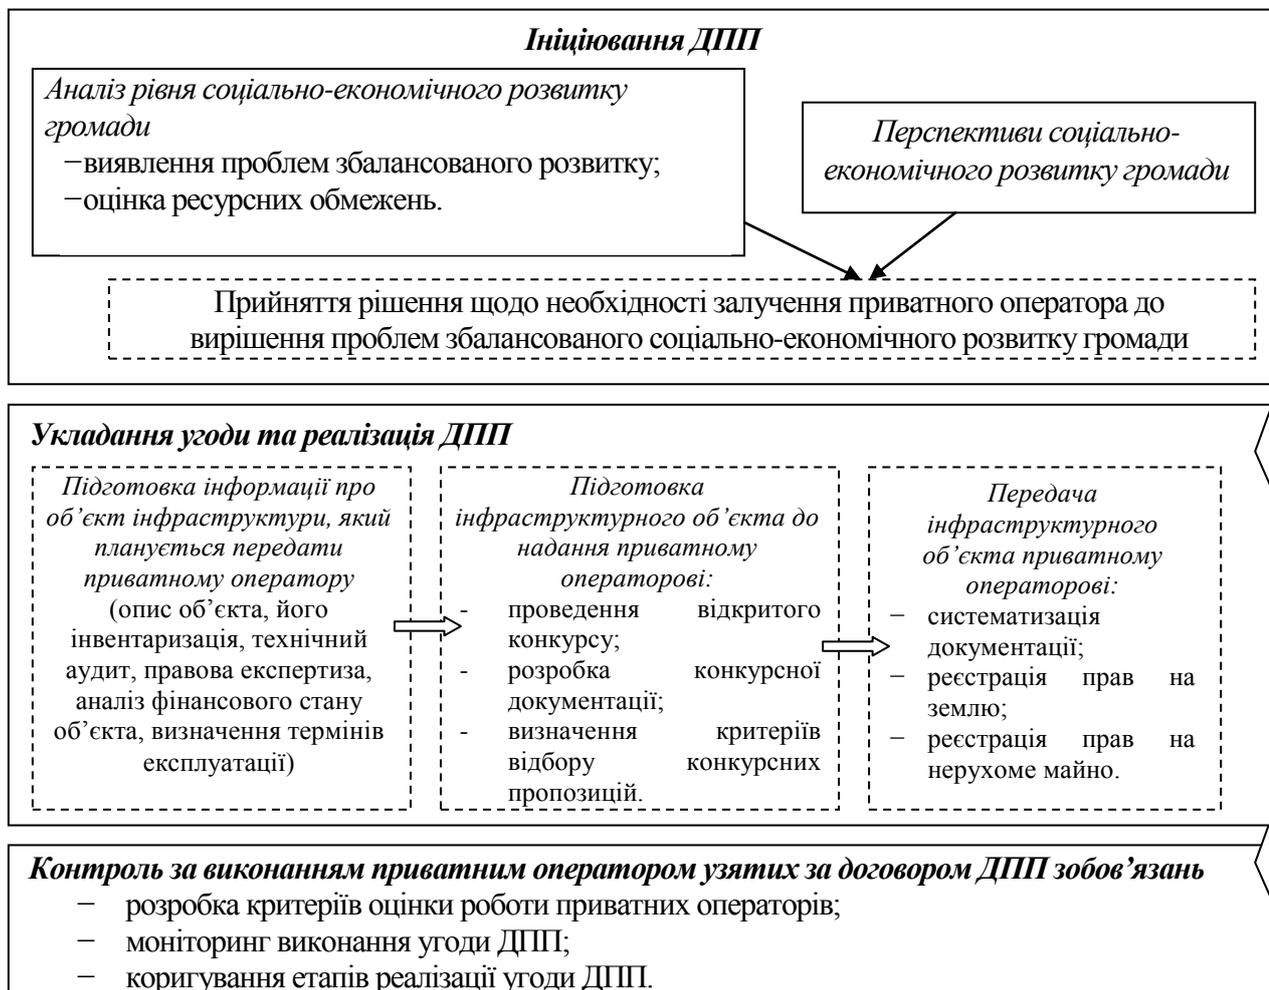 Ініціювання ДПП
Аналіз рівня соціально-економічного розвитку
громади
−виявлення проблем збалансованого розвитку;
−оцінка ресурсних обмежень.
Перспективи соціально-
економічного розвитку громади
Прийняття рішення щодо необхідності залучення приватного оператора до
вирішення проблем збалансованого соціально-економічного розвитку громади
Укладання угоди та реалізація ДПП
Підготовка інформації про
об’єкт інфраструктури, який
планується передати
приватному оператору
(опис об’єкта, його
інвентаризація, технічний
аудит, правова експертиза,
аналіз фінансового стану
об’єкта, визначення термінів
експлуатації)
Підготовка
інфраструктурного об’єкта до
надання приватному
операторові:
- проведення відкритого
конкурсу;
- розробка конкурсної
документації;
- визначення критеріїв
відбору конкурсних
пропозицій.
Передача
інфраструктурного
об’єкта приватному
операторові:
− систематизація
документації;
− реєстрація прав на
землю;
− реєстрація прав на
нерухоме майно.
Контроль за виконанням приватним оператором узятих за договором ДПП зобов’язань
− розробка критеріїв оцінки роботи приватних операторів;
− моніторинг виконання угоди ДПП;
− коригування етапів реалізації угоди ДПП.